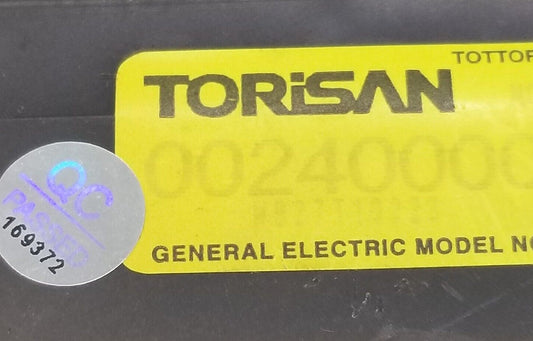 TOTTOR
TORiSAN
00240000
GENERAL ELECTRIC MODEL NO
QC
PASSED
169372